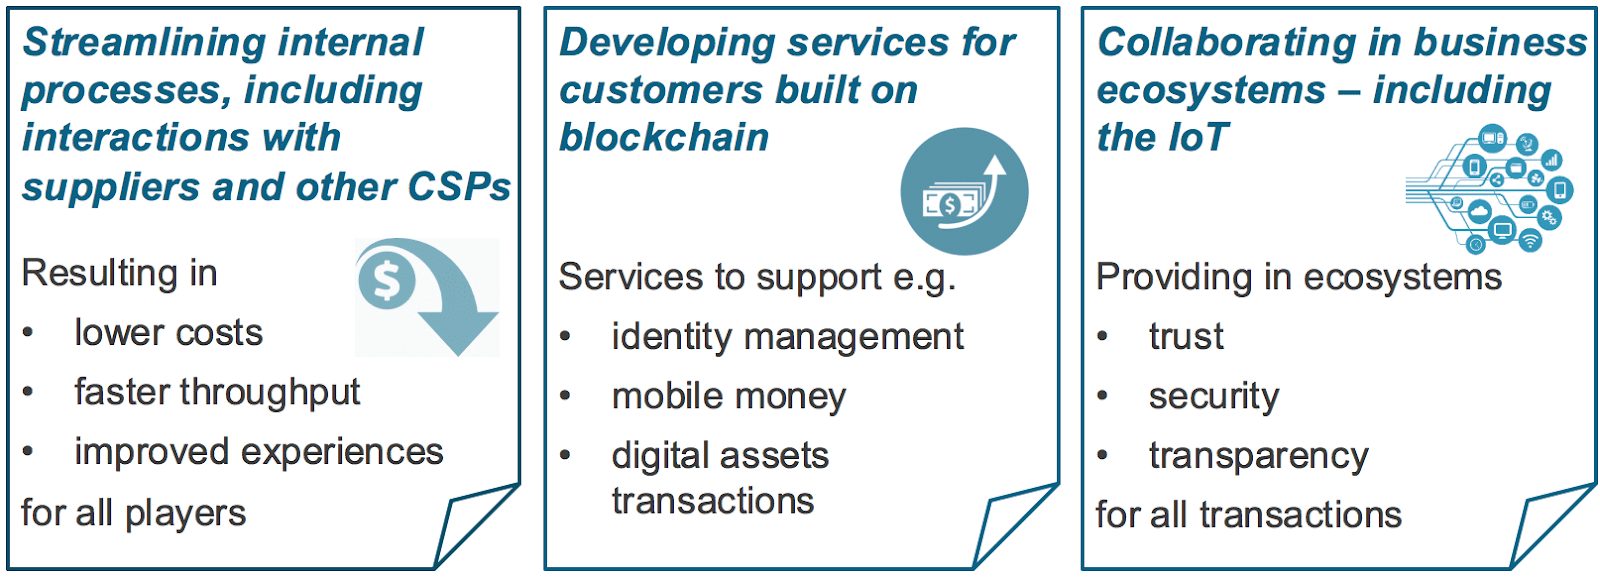 Streamlining internal
processes, including
interactions with
suppliers and other CSPs
Resulting in
• lower costs
• faster throughput
• improved experiences
for all players
$
Developing services for
customers built on
blockchain
$
Services to support e.g.
• identity management
• mobile money
• digital assets
transactions
Collaborating in business
ecosystems – including
the IoT
Providing in ecosystems
• trust
• security
• transparency
for all transactions